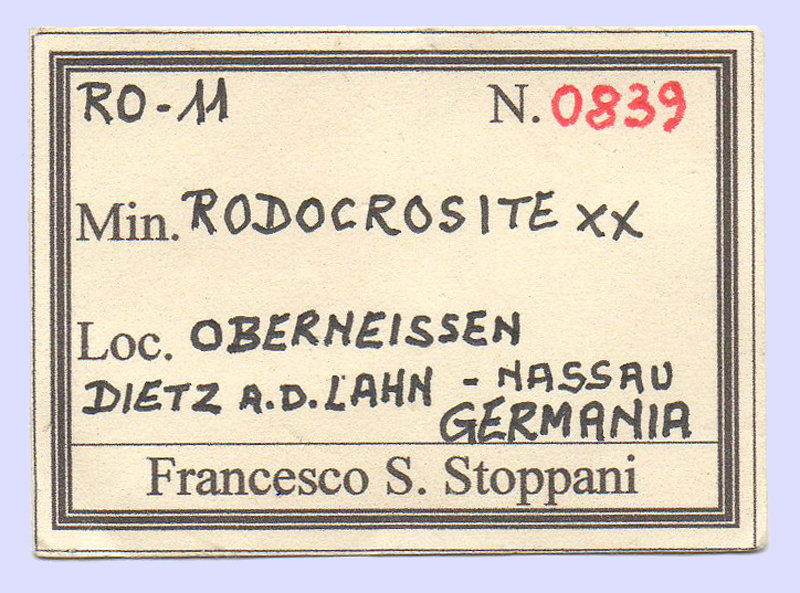 RO-11 N. 0839
Min. RODOCROSITE XX
Loc. OBERNEISSEN
DIETZ A.D. LAHN - NASSAU
GERMANIA
Francesco S. Stoppani